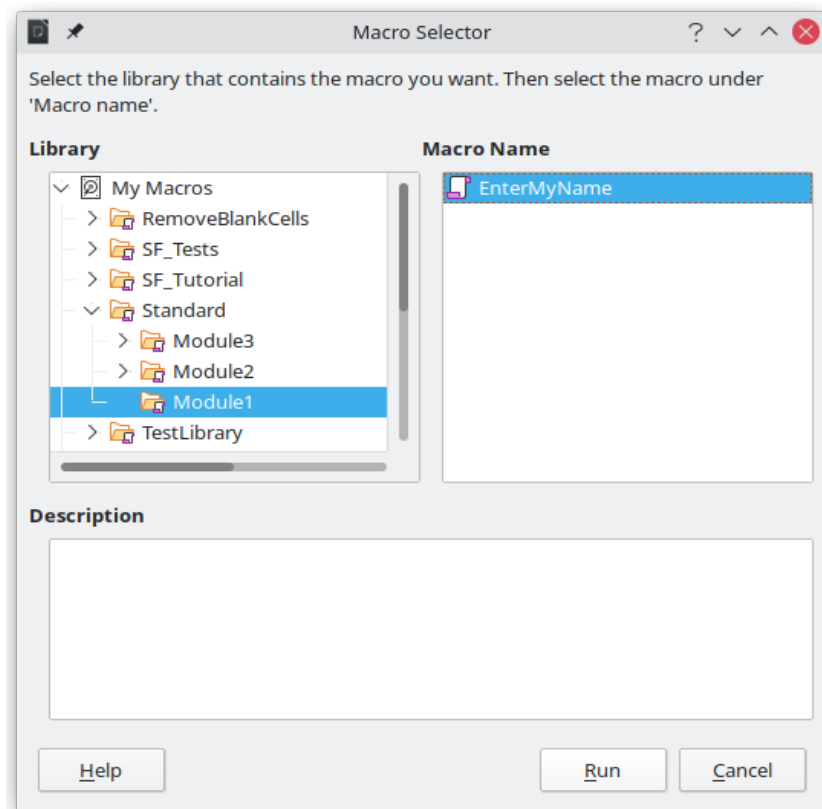 Macro Selector
?
Select the library that contains the macro you want. Then select the macro under
'Macro name'.
Library
Macro Name
My Macros
RemoveBlankCells
SF_Tests
SF_Tutorial
Standard
Module3
Module2
Module1
TestLibrary
EnterMyName
Description
Help
Run
Cancel